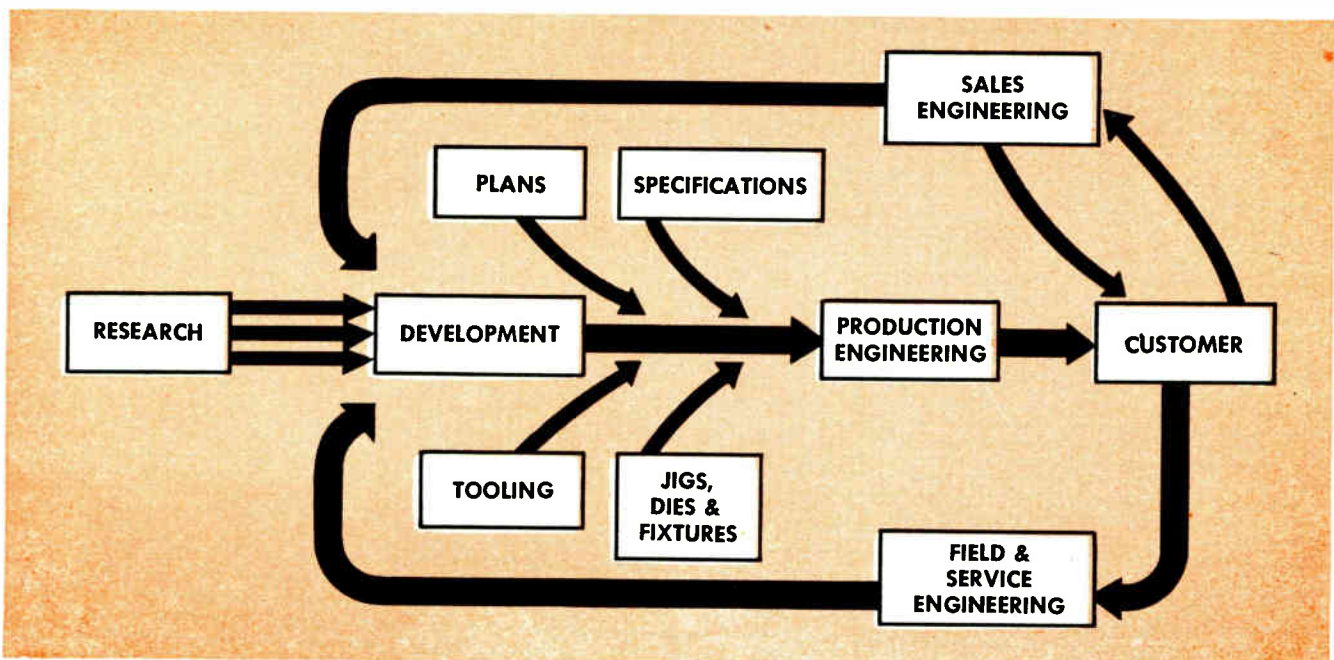 SALES
ENGINEERING
PLANS
SPECIFICATIONS
RESEARCH
DEVELOPMENT
PRODUCTION
ENGINEERING
CUSTOMER
TOOLING
JIGS,
DIES &
FIXTURES
FIELD &
SERVICE
ENGINEERING